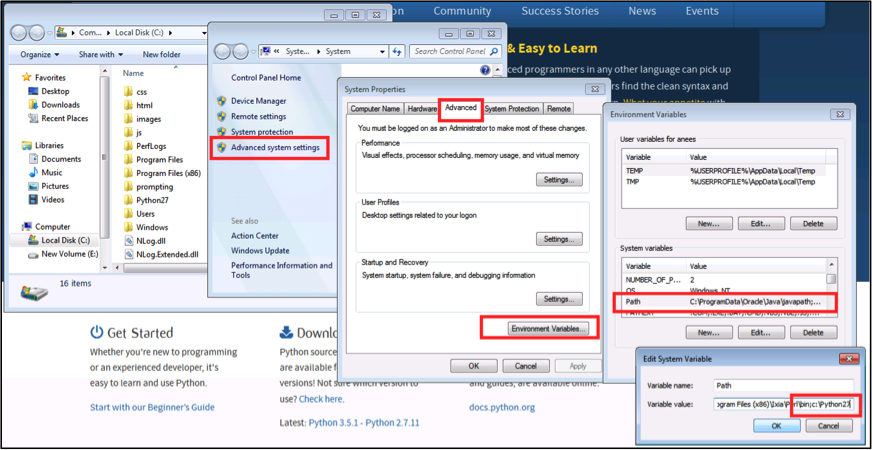 Community
Success Stories
News
Events
& Easy to Learn
programmers in any other language can pick up
find the clean syntax and
Com... ▸ Local Disk (C:) ▸
Organize
Share with
New folder
Favorites
Desktop
Downloads
Recent Places
Libraries
Documents
Music
Pictures
Videos
Computer
Local Disk (C:)
New Volume (E:)
Name
css
html
images
js
PerfLogs
Program Files
Program Files (x86)
prompting
Python27
Users
Windows
NLog.dll
NLog.Extended.dll
16 items
« Syste... ▸ System
Search Control Panel
Control Panel Home
Device Manager
Remote settings
System protection
Advanced system settings
See also
Action Center
Windows Update
Performance Information and
Tools
System Properties
Computer Name
Hardware
Advanced
System Protection
Remote
You must be logged on as an Administrator to make most of these changes.
Performance
Visual effects, processor scheduling, memory usage, and virtual memory
Settings...
User Profiles
Desktop settings related to your logon
Settings...
Startup and Recovery
System startup, system failure, and debugging information
Settings...
Environment Variables...
OK
Cancel
Apply
Environment Variables
User variables for anees
Variable
Value
TEMP
%USERPROFILE%\AppData\Local\Temp
TMP
%USERPROFILE%\AppData\Local\Temp
New...
Edit...
Delete
System variables
Variable
Value
NUMBER_OF_P...
2
OS
Windows_NT
Path
C:\ProgramData\Oracle\Java\javapath;...
New...
Edit...
Delete
Edit System Variable
Variable name:
Path
Variable value:
ogram Files (x86)\Ixia\Perl\bin;c:\Python27
OK
Cancel
Get Started
Whether you're new to programming
or an experienced developer, it's
easy to learn and use Python.
Start with our Beginner's Guide
Downlo
Python source
are available f
versions! Not sure which version to
use? Check here.
Latest: Python 3.5.1 - Python 2.7.11
and guides, are available online.
docs.python.org